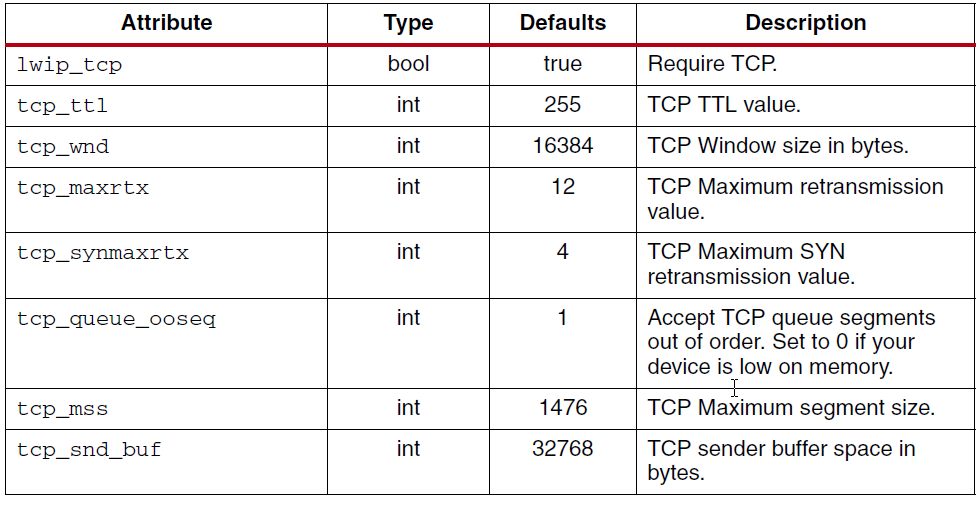 Attribute Type Defaults Description
lwip_tcp bool true Require TCP.
tcp_ttl int 255 TCP TTL value.
tcp_wnd int 16384 TCP Window size in bytes.
tcp_maxrtx int 12 TCP Maximum retransmission
value.
tcp_synmaxrtx int 4 TCP Maximum SYN
retransmission value.
tcp_queue_ooseq int 1 Accept TCP queue segments
out of order. Set to 0 if your
device is low on memory.
tcp_mss int 1476 TCP Maximum segment size.
tcp_snd_buf int 32768 TCP sender buffer space in
bytes.